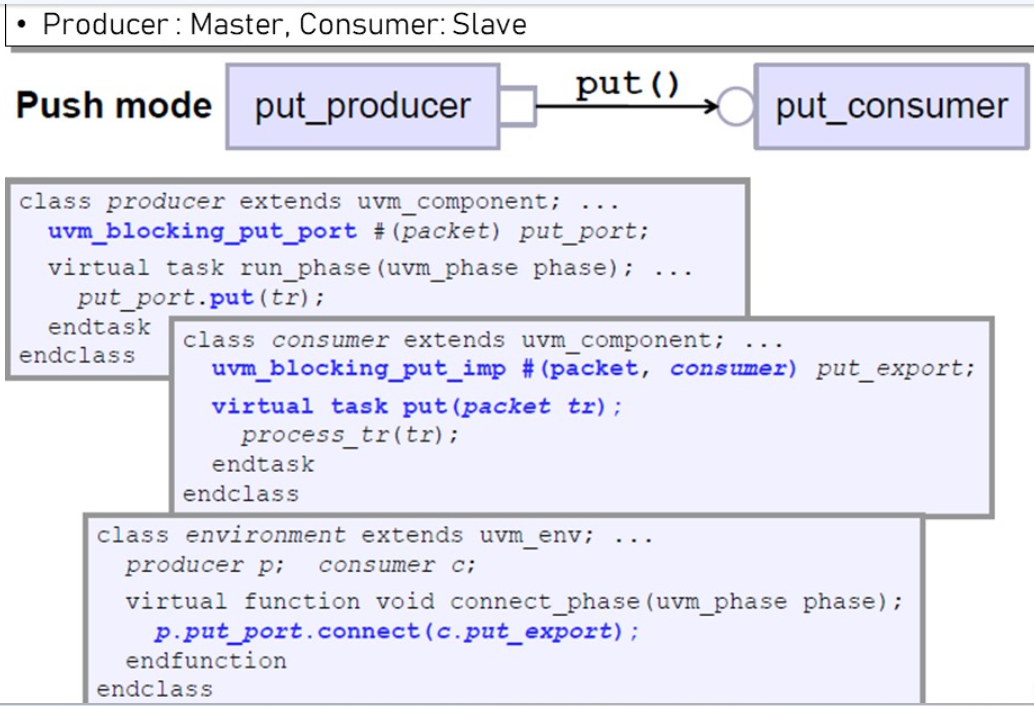 • Producer : Master, Consumer: Slave
Push mode
put_producer
put()
put_consumer
class producer extends uvm_component; ...
uvm_blocking_put_port #(packet) put_port;
virtual task run_phase(uvm_phase phase); ...
put_port.put(tr);
endtask
endclass
class consumer extends uvm_component; ...
uvm_blocking_put_imp #(packet, consumer) put_export;
virtual task put(packet tr);
process_tr(tr);
endtask
endclass
class environment extends uvm_env; ...
producer p;  consumer c;
virtual function void connect_phase(uvm_phase phase);
p.put_port.connect(c.put_export);
endfunction
endclass